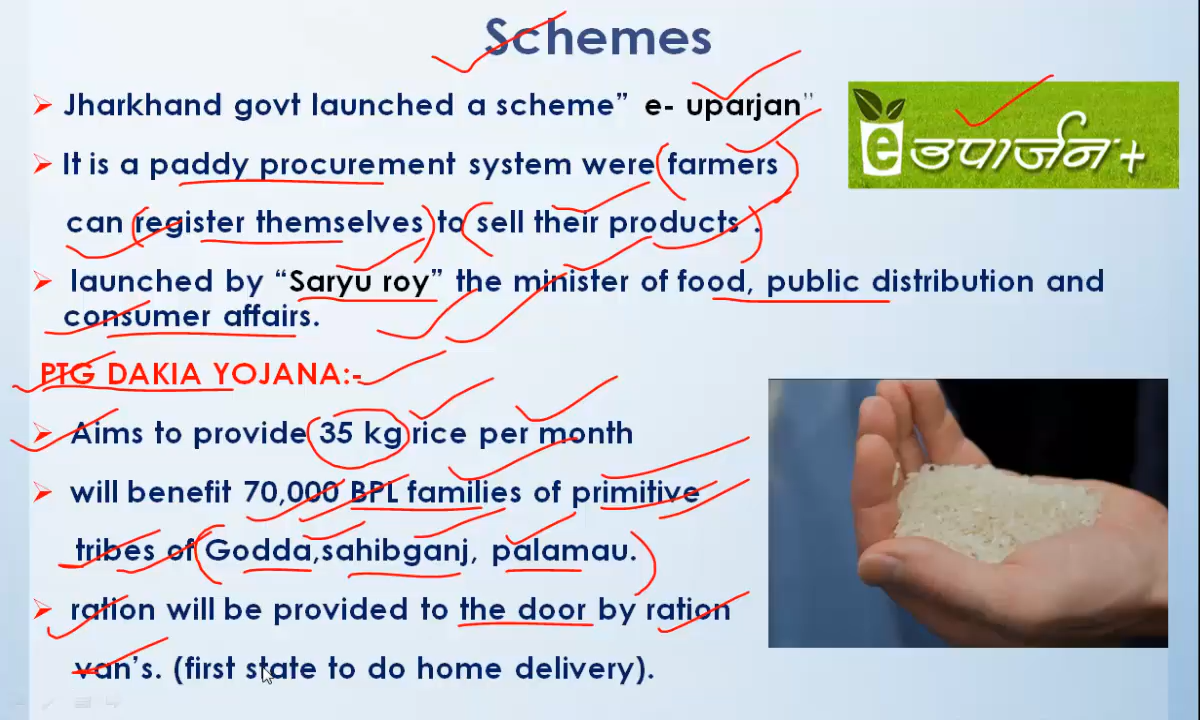 Schemes
Jharkhand govt launched a scheme” e- uparjan”
It is a paddy procurement system were farmers
can register themselves to sell their products .
launched by “Saryu roy” the minister of food, public distribution and
consumer affairs.
e उपार्जन +
PTG DAKIA YOJANA:-
Aims to provide 35 kg rice per month
will benefit 70,000 BPL families of primitive
tribes of Godda,sahibganj, palamau.
ration will be provided to the door by ration
van’s. (first state to do home delivery).